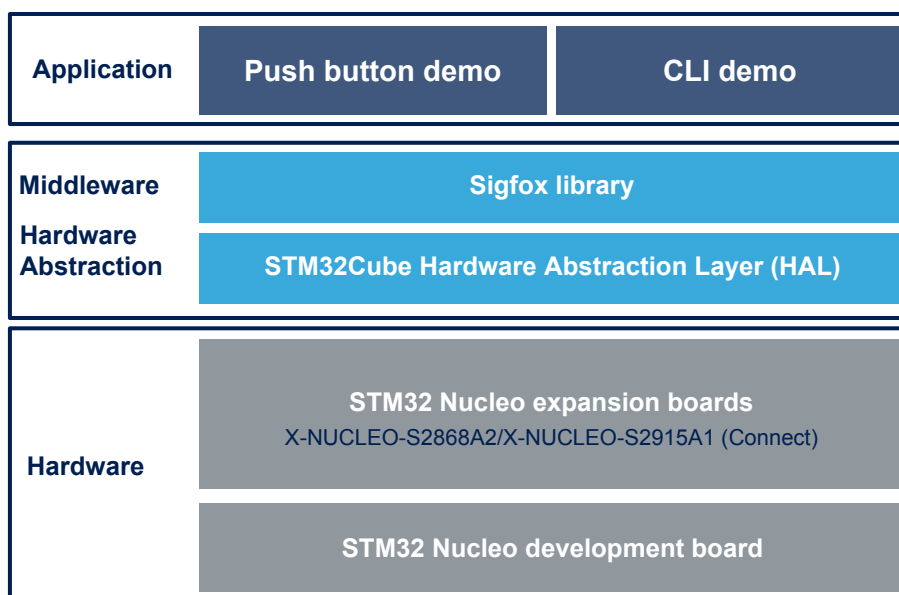 Application
Push button demo
CLI demo
Middleware
Sigfox library
Hardware
Abstraction
STM32Cube Hardware Abstraction Layer (HAL)
Hardware
STM32 Nucleo expansion boards
X-NUCLEO-S2868A2/X-NUCLEO-S2915A1 (Connect)
STM32 Nucleo development board